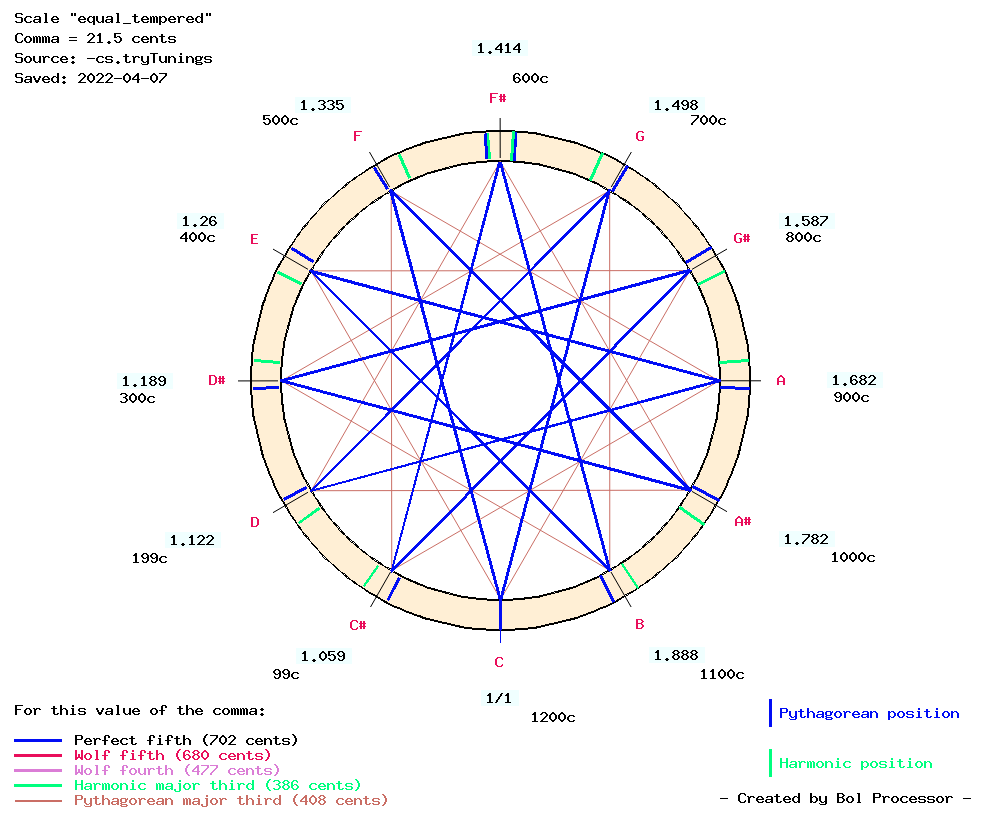 Scale "equal_tempered"
Comma = 21.5 cents
Source: -cs.tryTunings
Saved: 2022-04-07
1.414
600c
F#
1.335
500c
F
1.498
700c
G
1.26
400c
E
1.587
800c
G#
1.189
300c
D#
A
1.682
900c
D
1.122
199c
A#
1.782
1000c
C#
1.059
99c
B
1.888
1100c
C
1/1
1200c
For this value of the comma:
Perfect fifth (702 cents)
Wolf fifth (680 cents)
Wolf fourth (477 cents)
Harmonic major third (386 cents)
Pythagorean major third (408 cents)
Pythagorean position
Harmonic position
- Created by Bol Processor -